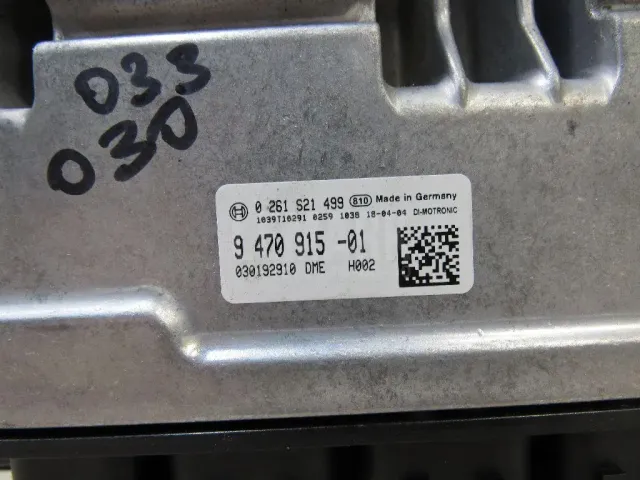 033
030
0 261 S21 499 810 Made in Germany
1039T10291 0259 1038 18-04-04 DI-MOTRONIC
9 470 915 -01
030192910 DME H002